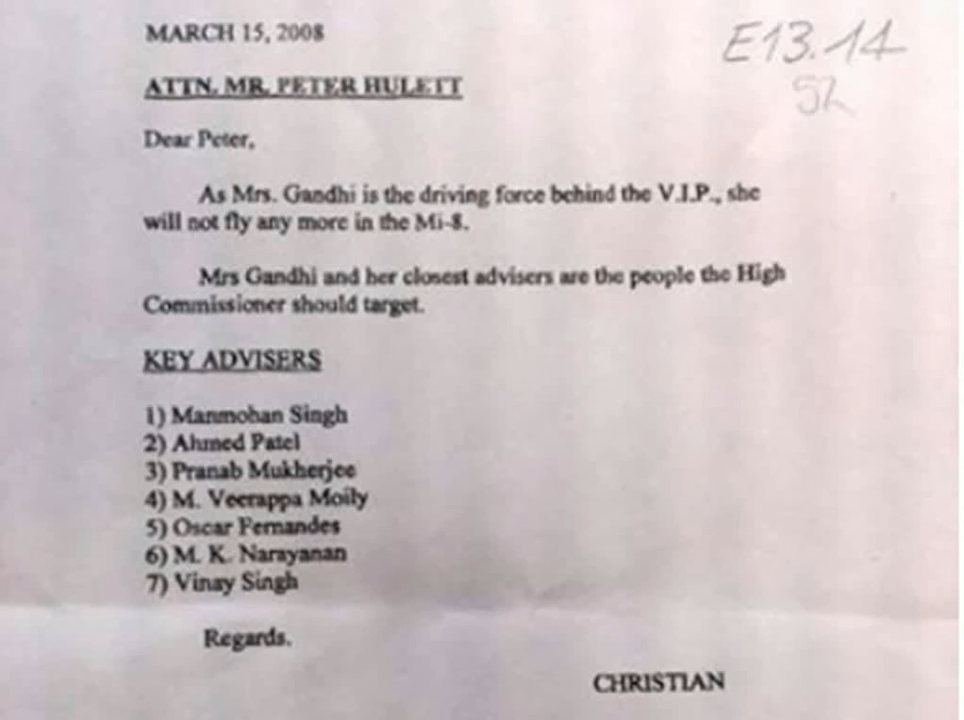 MARCH 15, 2008
E13.14
52
ATTN. MR. PETER HULETT
Dear Peter,
As Mrs. Gandhi is the driving force behind the V.I.P., she
will not fly any more in the Mi-8.
Mrs Gandhi and her closest advisers are the people the High
Commissioner should target.
KEY ADVISERS
1) Manmohan Singh
2) Ahmed Patel
3) Pranab Mukherjee
4) M. Veerappa Moily
5) Oscar Fernandes
6) M. K. Narayanan
7) Vinay Singh
Regards.
CHRISTIAN